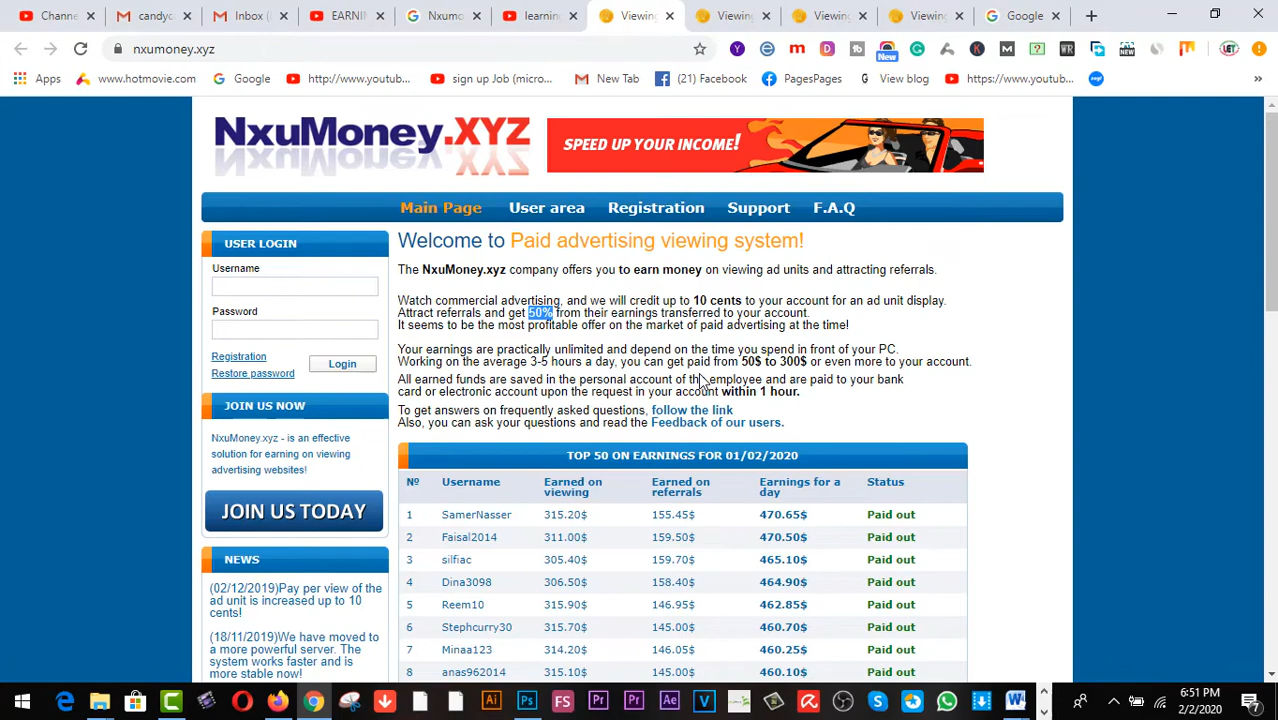 Channe
candyc
Inbox (
EARNII
Nxumo
learning
Viewing
Viewing
Viewing
Viewing
Google
nxumoney.xyz
New
NEW
LET
Apps
www.hotmovie.com
Google
http://www.youtub...
sign up Job (micro...
New Tab
(21) Facebook
PagesPages
View blog
https://www.youtub...
NxuMoney.XYZ
SPEED UP YOUR INCOME!
Main Page User area Registration Support F.A.Q
USER LOGIN
Username
Password
Registration
Restore password
Login
JOIN US NOW
NxuMoney.xyz - is an effective
solution for earning on viewing
advertising websites!
JOIN US TODAY
NEWS
(02/12/2019)Pay per view of the
ad unit is increased up to 10
cents!
(18/11/2019)We have moved to
a more powerful server. The
system works faster and is
more stable now!
Welcome to Paid advertising viewing system!
The NxuMoney.xyz company offers you to earn money on viewing ad units and attracting referrals.
Watch commercial advertising, and we will credit up to 10 cents to your account for an ad unit display.
Attract referrals and get 50% from their earnings transferred to your account.
It seems to be the most profitable offer on the market of paid advertising at the time!
Your earnings are practically unlimited and depend on the time you spend in front of your PC.
Working on the average 3-5 hours a day, you can get paid from 50$ to 300$ or even more to your account.
All earned funds are saved in the personal account of the employee and are paid to your bank
card or electronic account upon the request in your account within 1 hour.
To get answers on frequently asked questions, follow the link
Also, you can ask your questions and read the Feedback of our users.
TOP 50 ON EARNINGS FOR 01/02/2020
№ Username Earned on viewing Earned on referrals Earnings for a day Status
1 SamerNasser 315.20$ 155.45$ 470.65$ Paid out
2 Faisal2014 311.00$ 159.50$ 470.50$ Paid out
3 silfiac 305.40$ 159.70$ 465.10$ Paid out
4 Dina3098 306.50$ 158.40$ 464.90$ Paid out
5 Reem10 315.90$ 146.95$ 462.85$ Paid out
6 Stephcurry30 315.70$ 145.00$ 460.70$ Paid out
7 Minaa123 314.20$ 146.05$ 460.25$ Paid out
8 anas962014 315.10$ 145.00$ 460.10$ Paid out
6:51 PM
2/2/2020